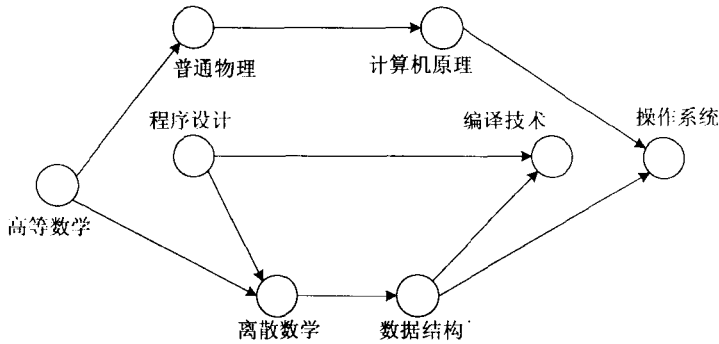 普通物理
计算机原理
程序设计
编译技术
操作系统
高等数学
离散数学
数据结构